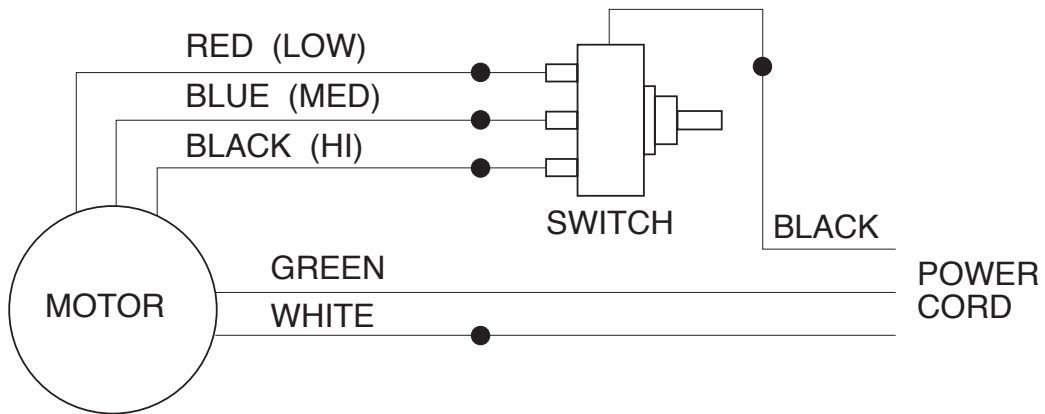 RED (LOW)
BLUE (MED)
BLACK (HI)
SWITCH
BLACK
GREEN
POWER
CORD
MOTOR
WHITE